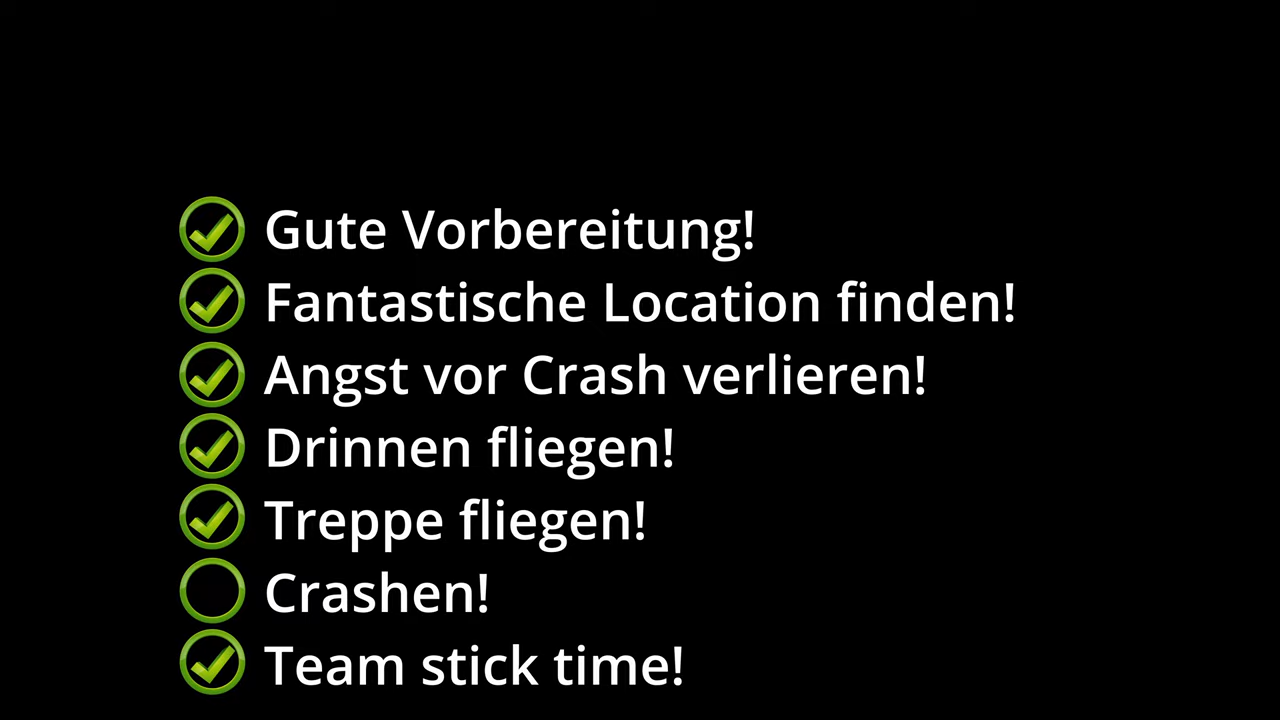 Gute Vorbereitung!
Fantastische Location finden!
Angst vor Crash verlieren!
Drinnen fliegen!
Treppe fliegen!
Crashen!
Team stick time!